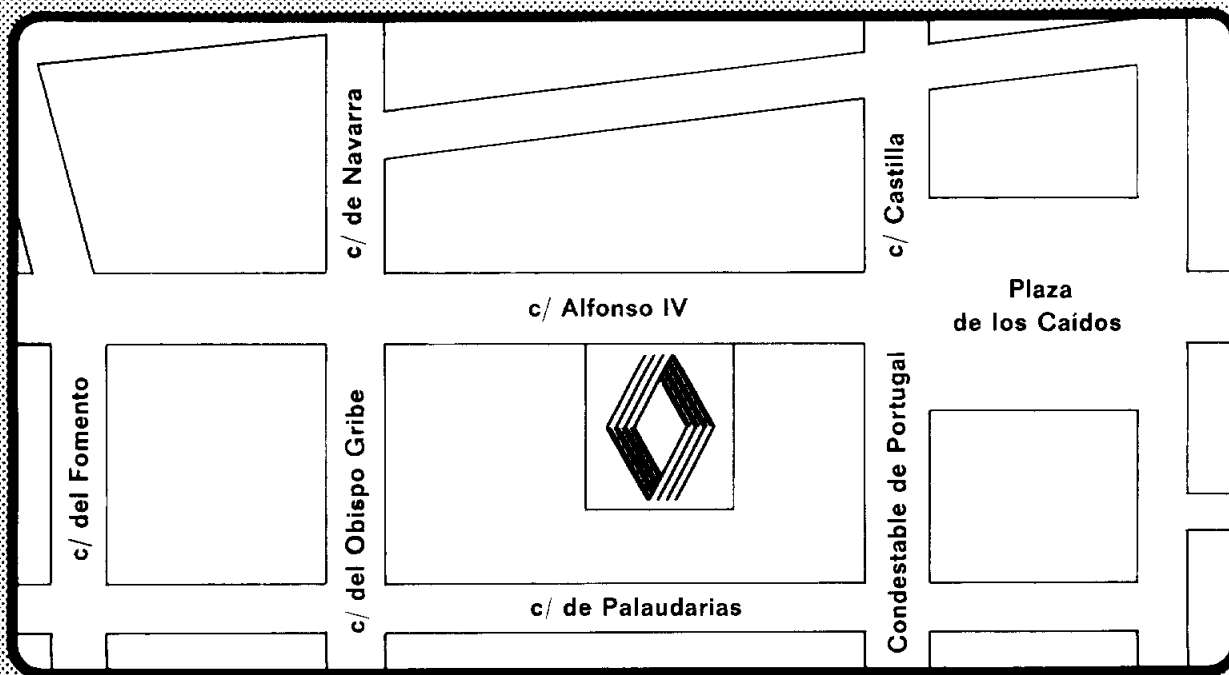 c/ de Navarra
c/ Castilla
c/ Alfonso IV
Plaza
de los Caídos
c/ del Fomento
c/ del Obispo Gribe
Condestable de Portugal
c/ de Palaudarias